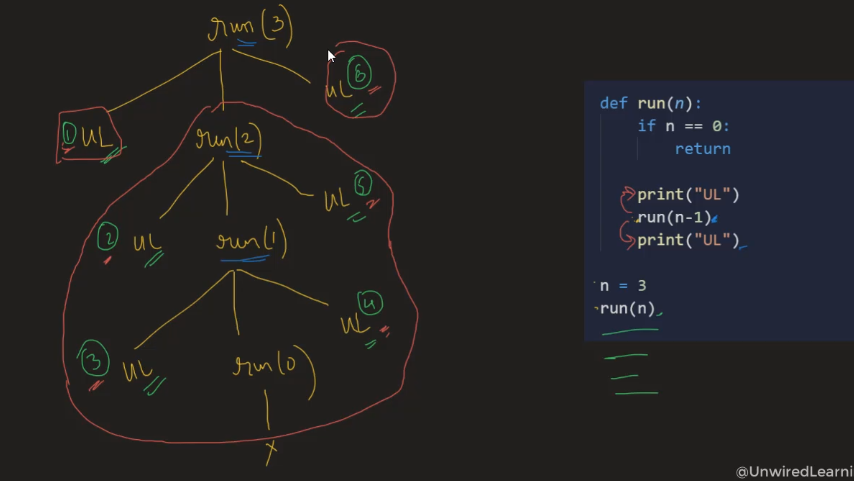 run(3)
6
UL
1 UL
run(2)
5
UL
2 UL
run(1)
4
UL
3 UL
run(0)
x
def run(n):
if n == 0:
return
print("UL")
run(n-1)
print("UL")
n = 3
run(n)
@UnwiredLearni